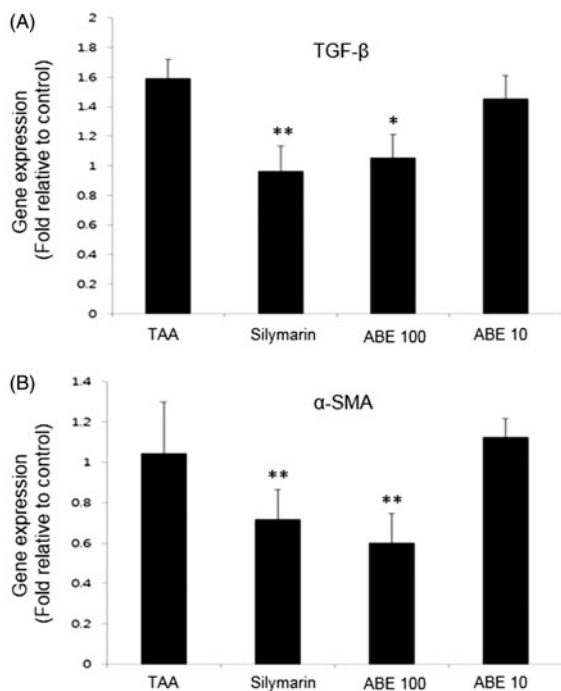 (A)
TGF-β
Gene expression
(Fold relative to control)
2
1.8
1.6
1.4
1.2
1
0.8
0.6
0.4
0.2
0
**
*
TAA Silymarin ABE 100 ABE 10
(B)
α-SMA
Gene expression
(Fold relative to control)
1.4
1.2
1
0.8
0.6
0.4
0.2
0
**
**
TAA Silymarin ABE 100 ABE 10